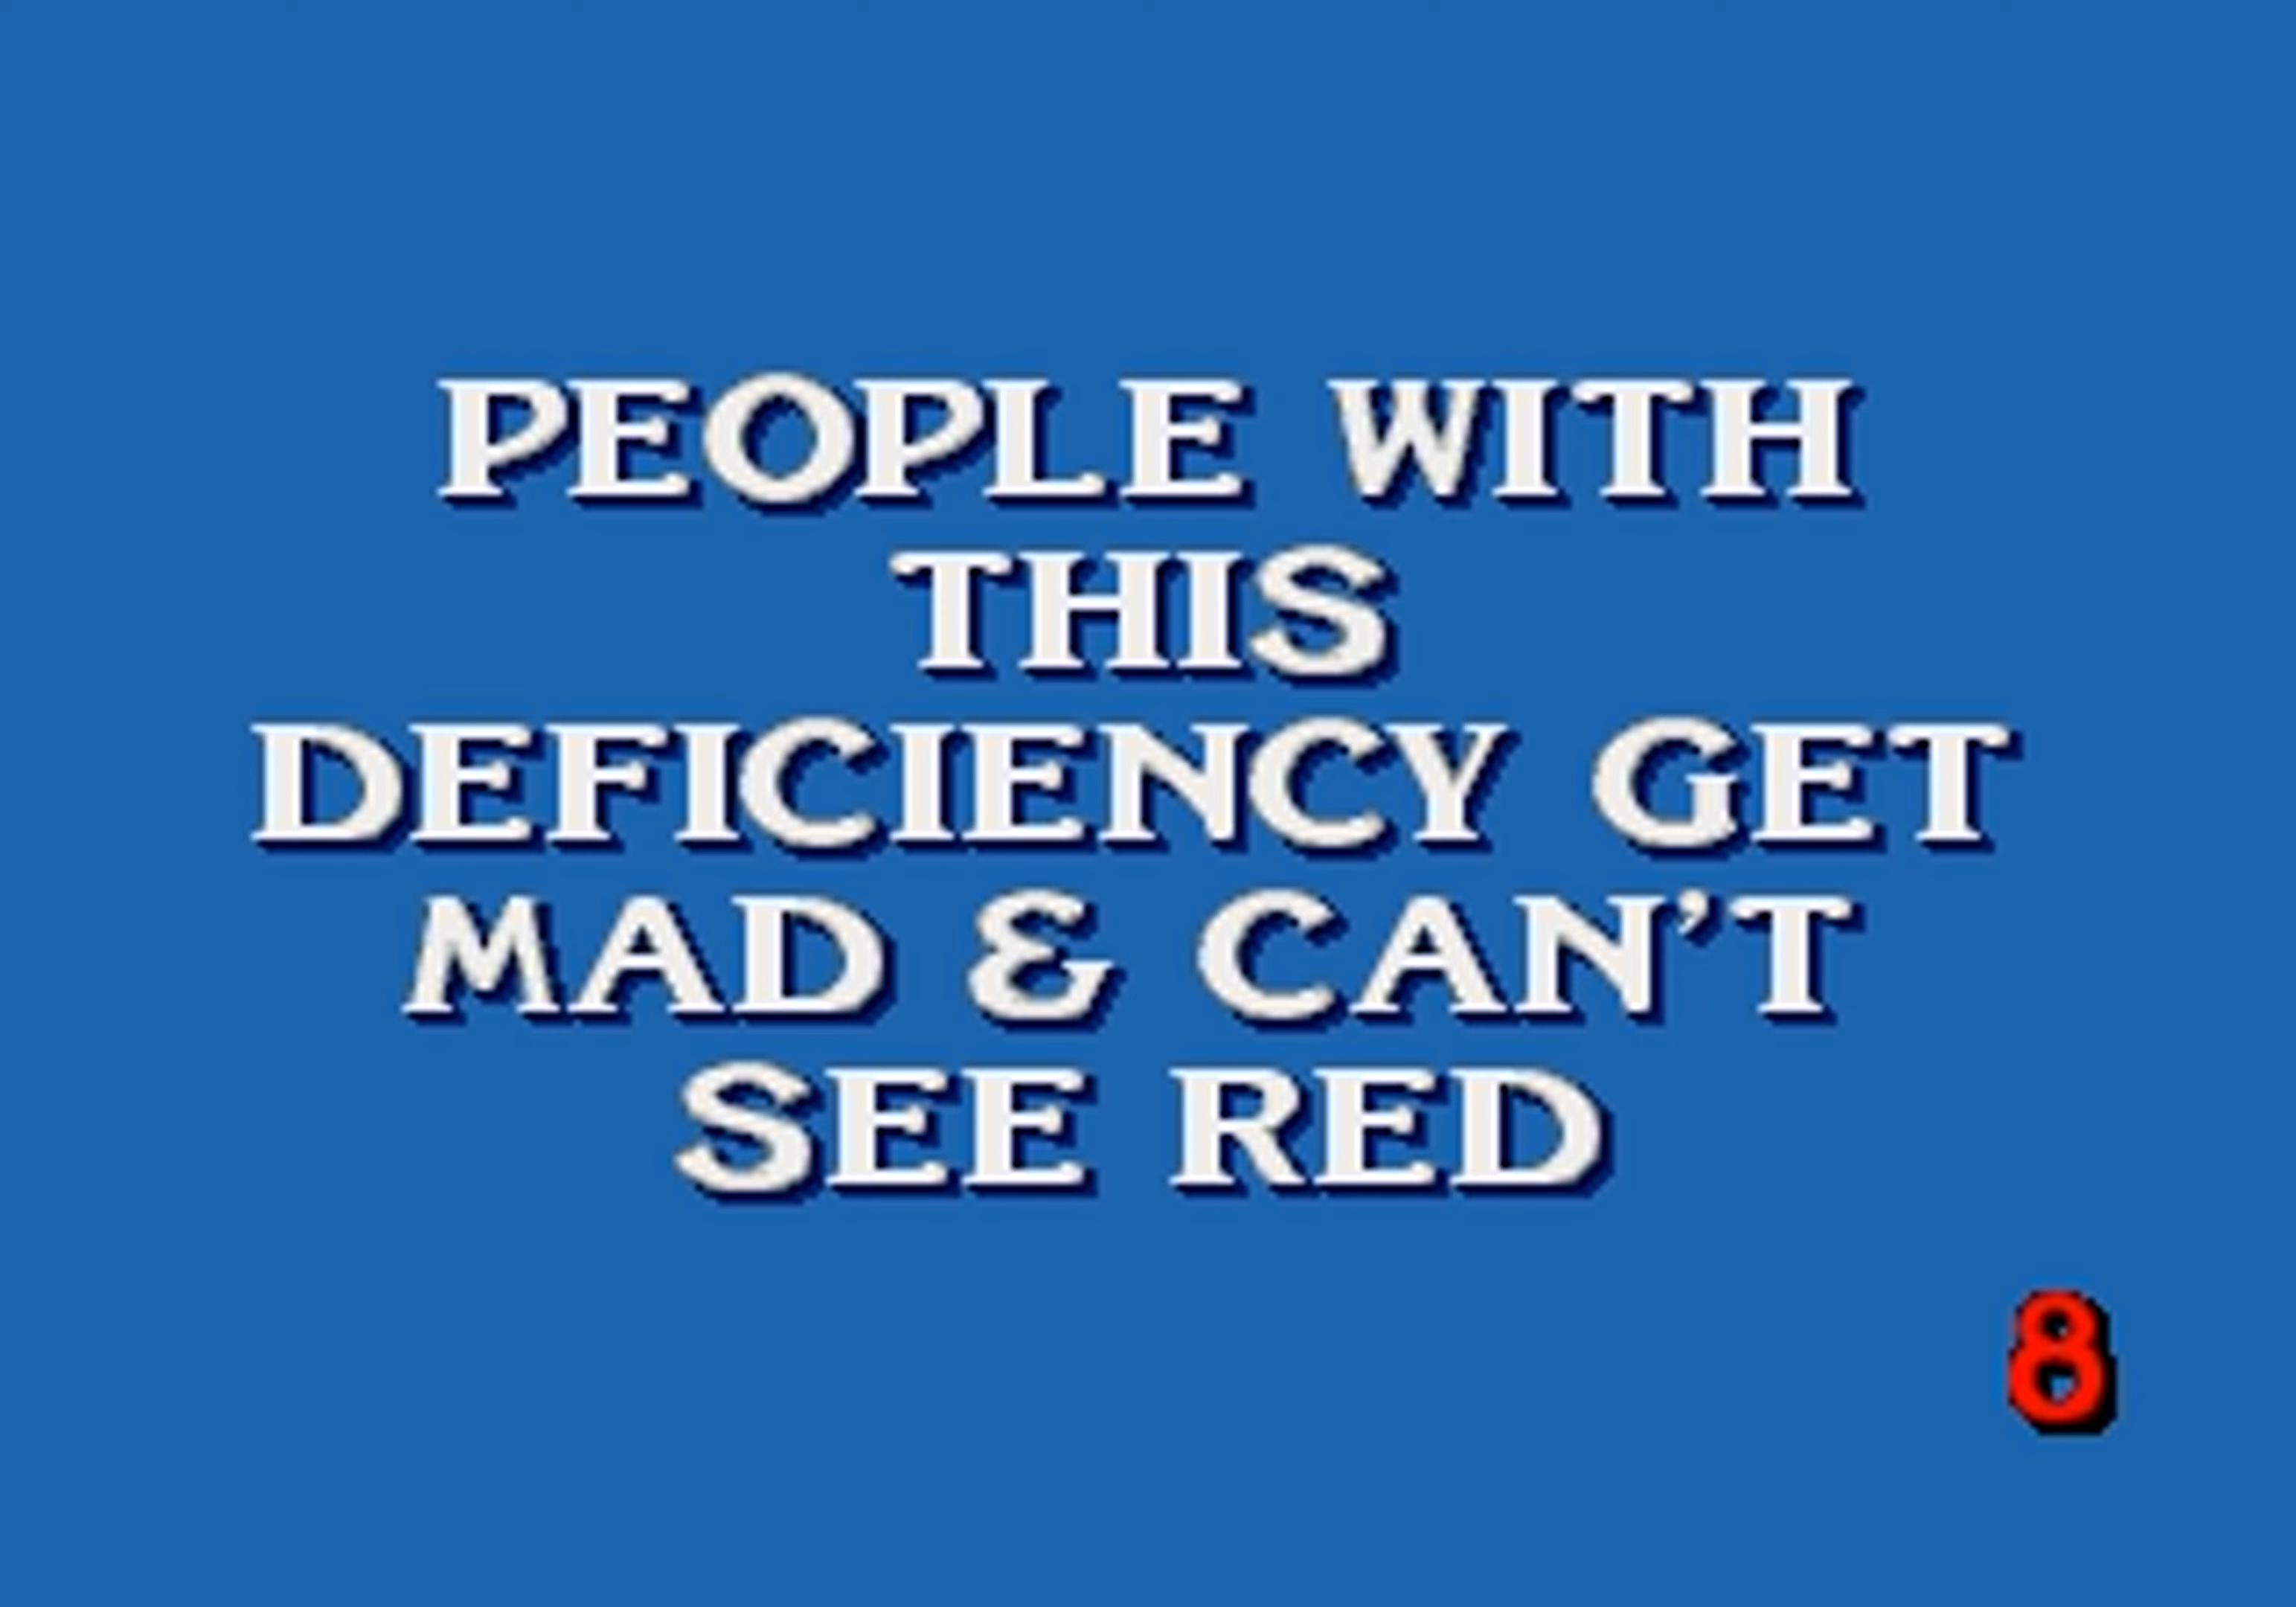 PEOPLE WITH
THIS
DEFICIENCY GET
MAD & CAN'T
SEE RED
8